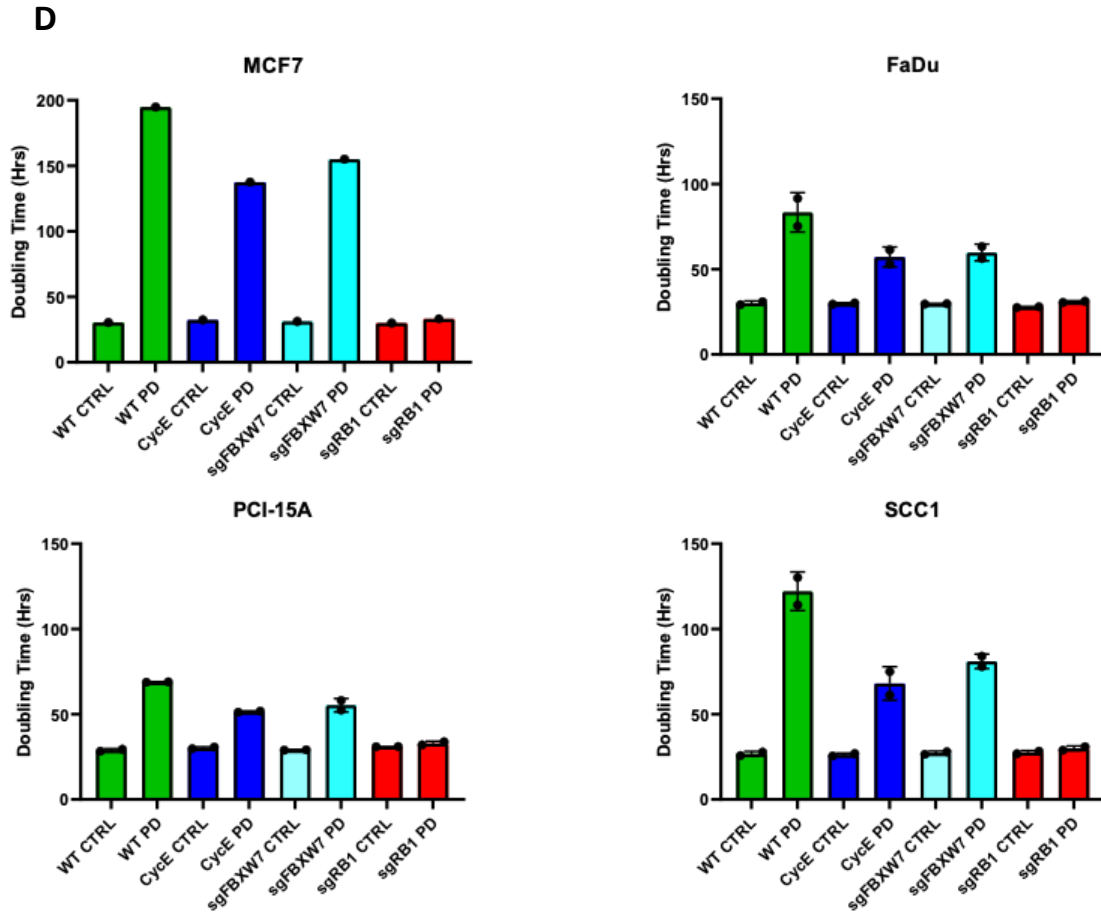 D
MCF7
Doubling Time (Hrs)
200
150
100
50
0
WT CTRL
WT PD
CycE CTRL
CycE PD
sgFBXW7 CTRL
sgFBXW7 PD
sgRB1 CTRL
sgRB1 PD
FaDu
Doubling Time (Hrs)
150
100
50
0
WT CTRL
WT PD
CycE CTRL
CycE PD
sgFBXW7 CTRL
sgFBXW7 PD
sgRB1 CTRL
sgRB1 PD
PCI-15A
Doubling Time (Hrs)
150
100
50
0
WT CTRL
WT PD
CycE CTRL
CycE PD
sgFBXW7 CTRL
sgFBXW7 PD
sgRB1 CTRL
sgRB1 PD
SCC1
Doubling Time (Hrs)
150
100
50
0
WT CTRL
WT PD
CycE CTRL
CycE PD
sgFBXW7 CTRL
sgFBXW7 PD
sgRB1 CTRL
sgRB1 PD